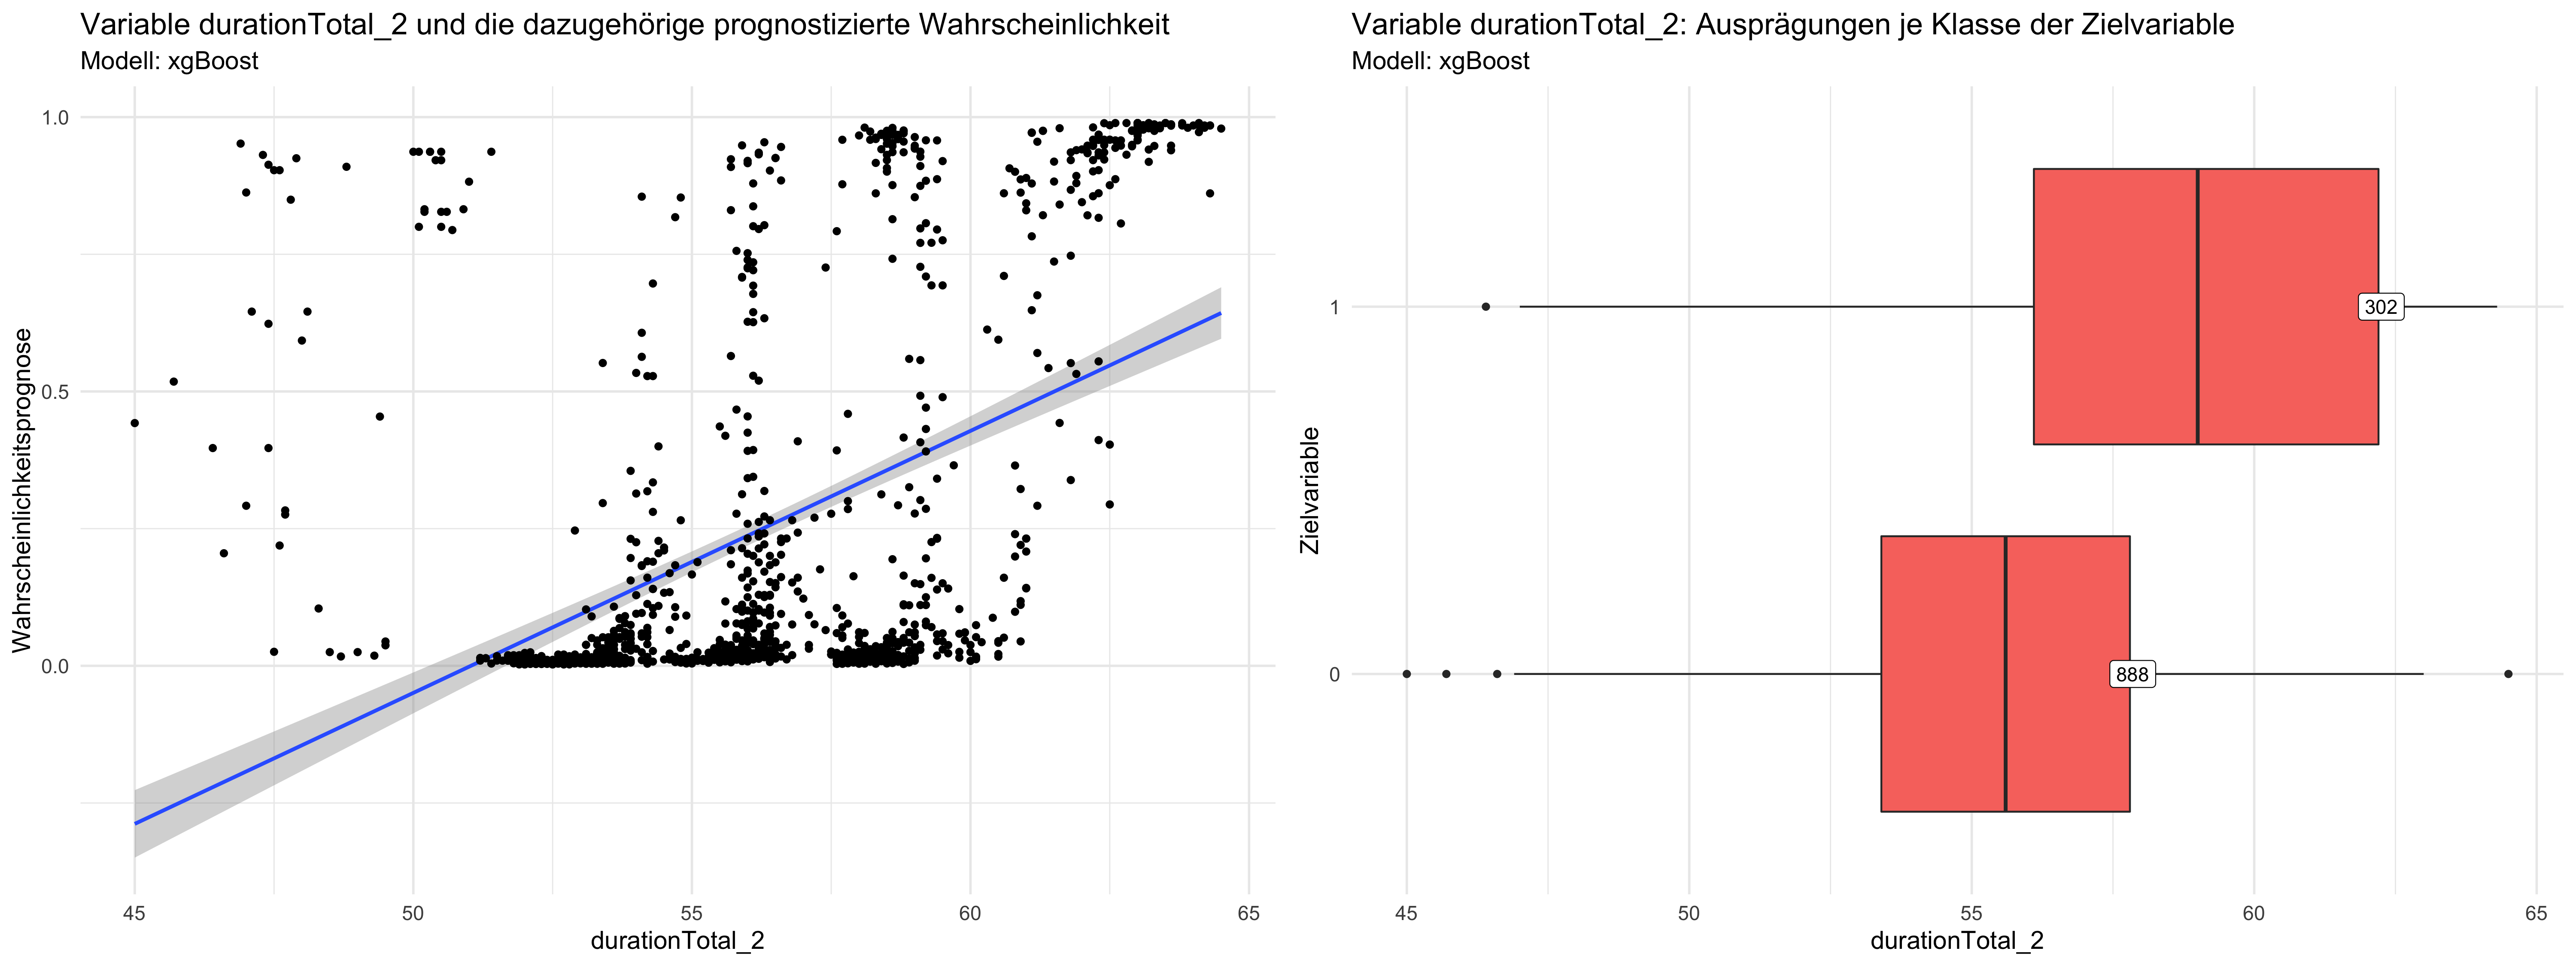 Variable durationTotal_2 und die dazugehörige prognostizierte Wahrscheinlichkeit
Modell: xgBoost
Wahrscheinlichkeitsprognose
1.0
0.5
0.0
45 50 55 60 65
durationTotal_2
Variable durationTotal_2: Ausprägungen je Klasse der Zielvariable
Modell: xgBoost
Zielvariable
1
302
0
888
45 50 55 60 65
durationTotal_2